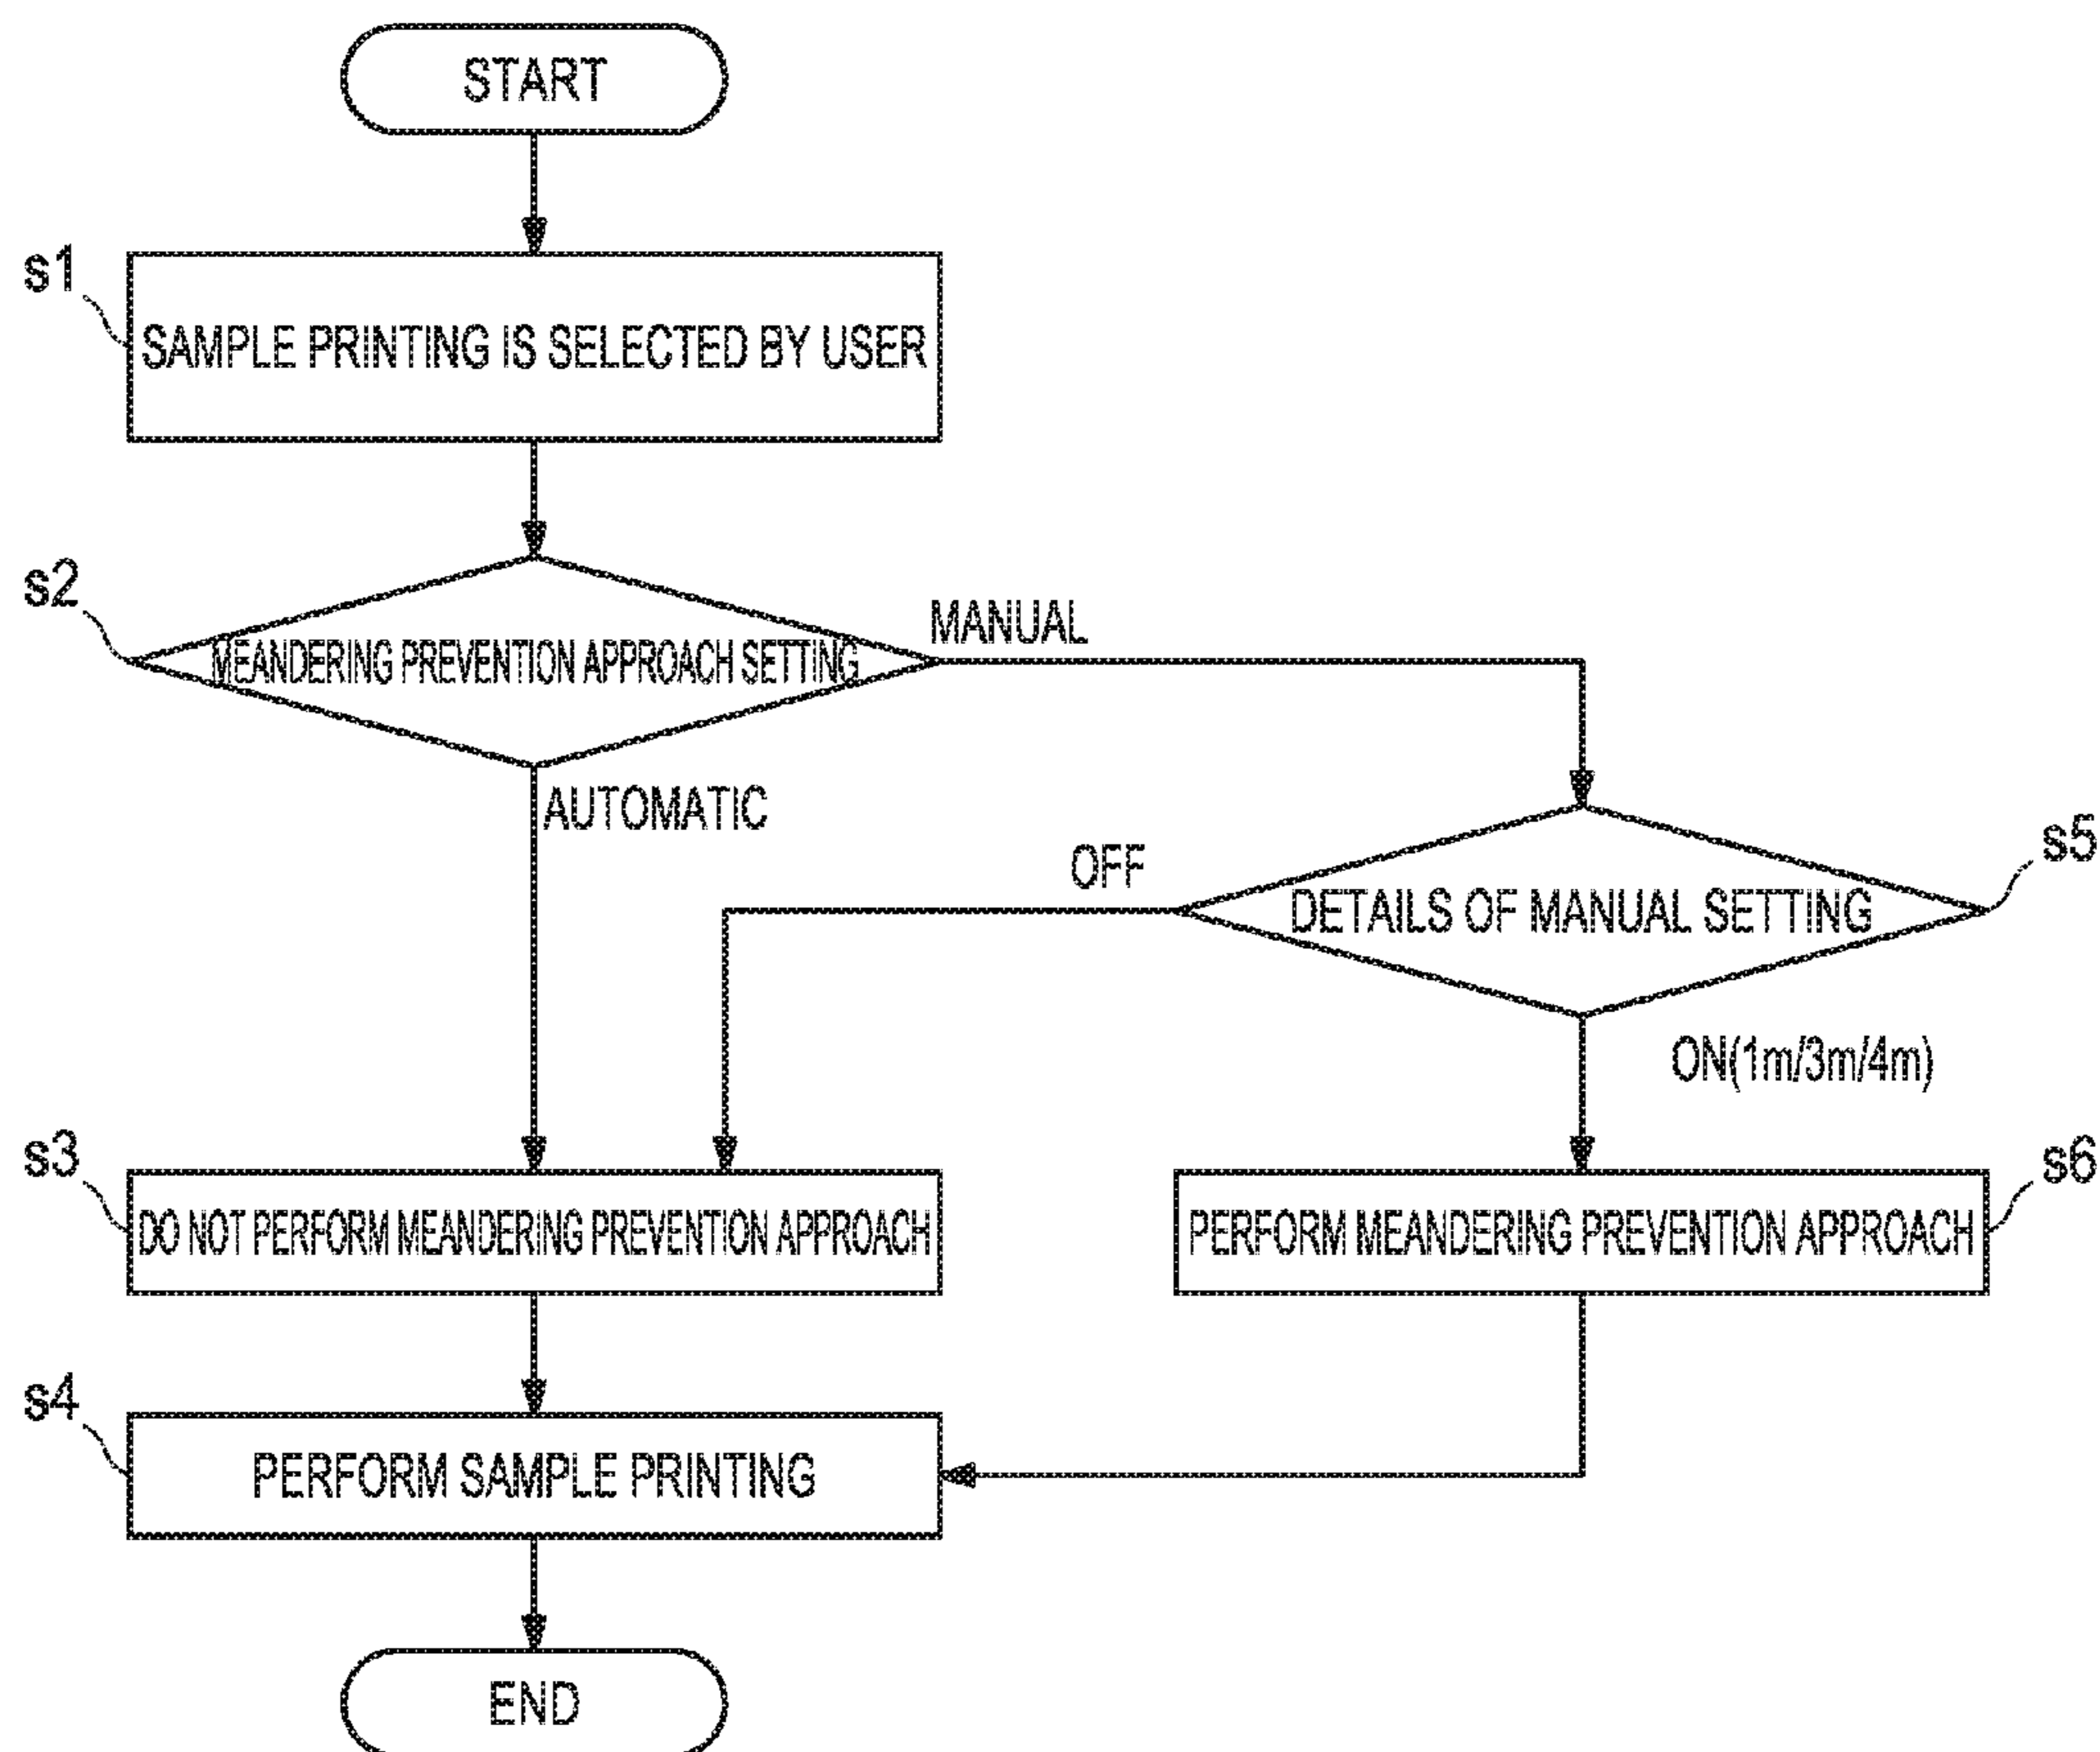 START
s1
SAMPLE PRINTING IS SELECTED BY USER
s2
MEANDERING PREVENTION APPROACH SETTING
MANUAL
AUTOMATIC
OFF
DETAILS OF MANUAL SETTING
s5
ON(1m/3m/4m)
s3
DO NOT PERFORM MEANDERING PREVENTION APPROACH
PERFORM MEANDERING PREVENTION APPROACH
s6
s4
PERFORM SAMPLE PRINTING
END